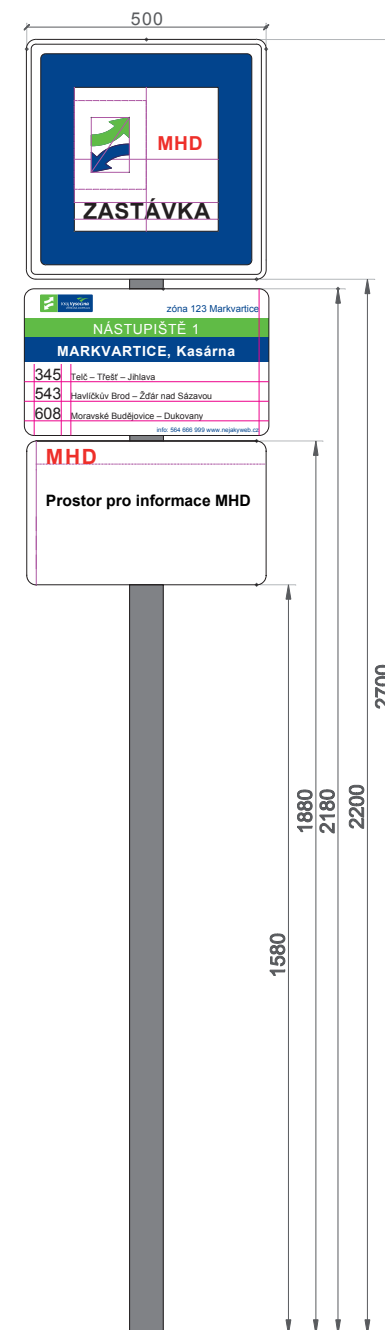 500
MHD
ZASTÁVKA
zóna 123 Markvartice
NÁSTUPIŠTĚ 1
MARKVARTICE, Kasárna
345 Telč – Třešť – Jihlava
543 Havlíčkův Brod – Žďár nad Sázavou
608 Moravské Budějovice – Dukovany
info: 564 666 999 www.nejakyweb.cz
MHD
Prostor pro informace MHD
1580
1880
2180
2200
2700